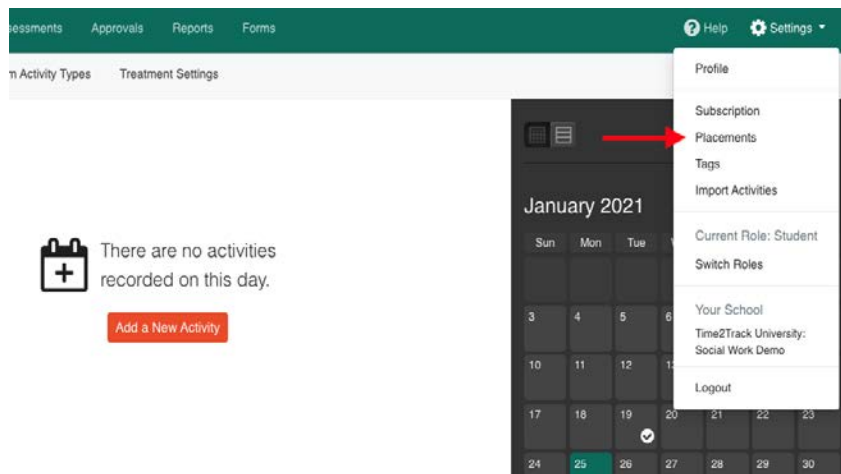 Approvals Reports Forms Help Settings
Activity Types Treatment Settings
Profile
Subscription
Placements
Tags
Import Activities
Current Role: Student
Switch Roles
Your School
Time2Track University:
Social Work Demo
Logout
There are no activities
recorded on this day.
Add a New Activity
January 2021
Sun Mon Tue
3 4 5 6
10 11 12
17 18 19 20 21 22 23
24 25 26 27 28 29 30